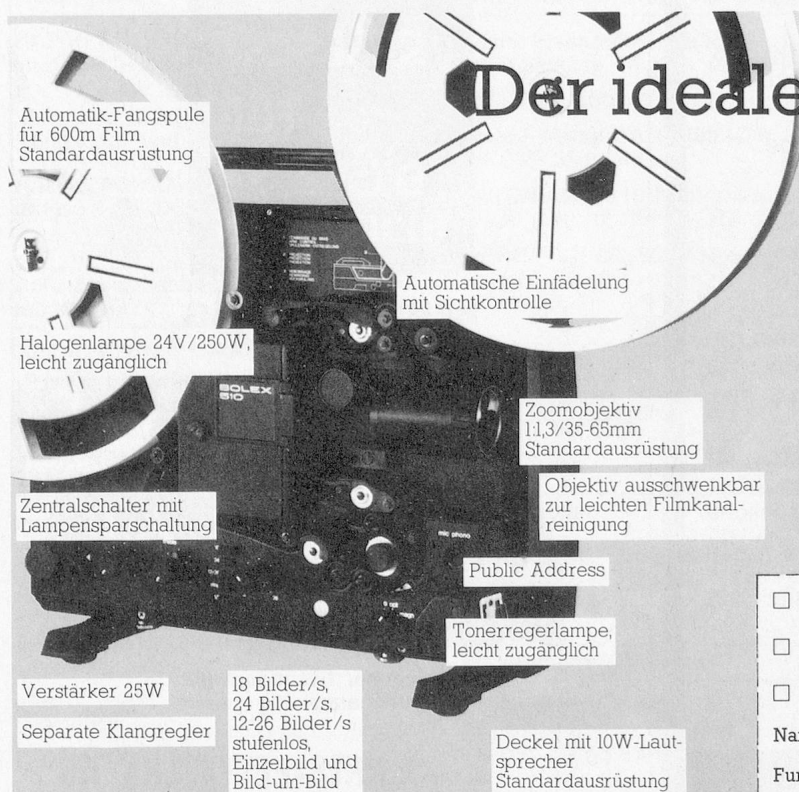 Der ideale
Automatik-Fangspule
für 600m Film
Standardausrüstung
Automatische Einfädelung
mit Sichtkontrolle
Halogenlampe 24V/250W,
leicht zugänglich
BOLEX
510
Zoomobjektiv
1:1,3/35-65mm
Standardausrüstung
Objektiv ausschwenkbar
zur leichten Filmkanal-
reinigung
Zentralschalter mit
Lampensparschaltung
mic phono
Public Address
Tonerregerlampe,
leicht zugänglich
Verstärker 25W
Separate Klangregler
18 Bilder/s,
24 Bilder/s,
12-26 Bilder/s
stufenlos,
Einzelbild und
Bild-um-Bild
Deckel mit 10W-Laut-
sprecher
Standardausrüstung